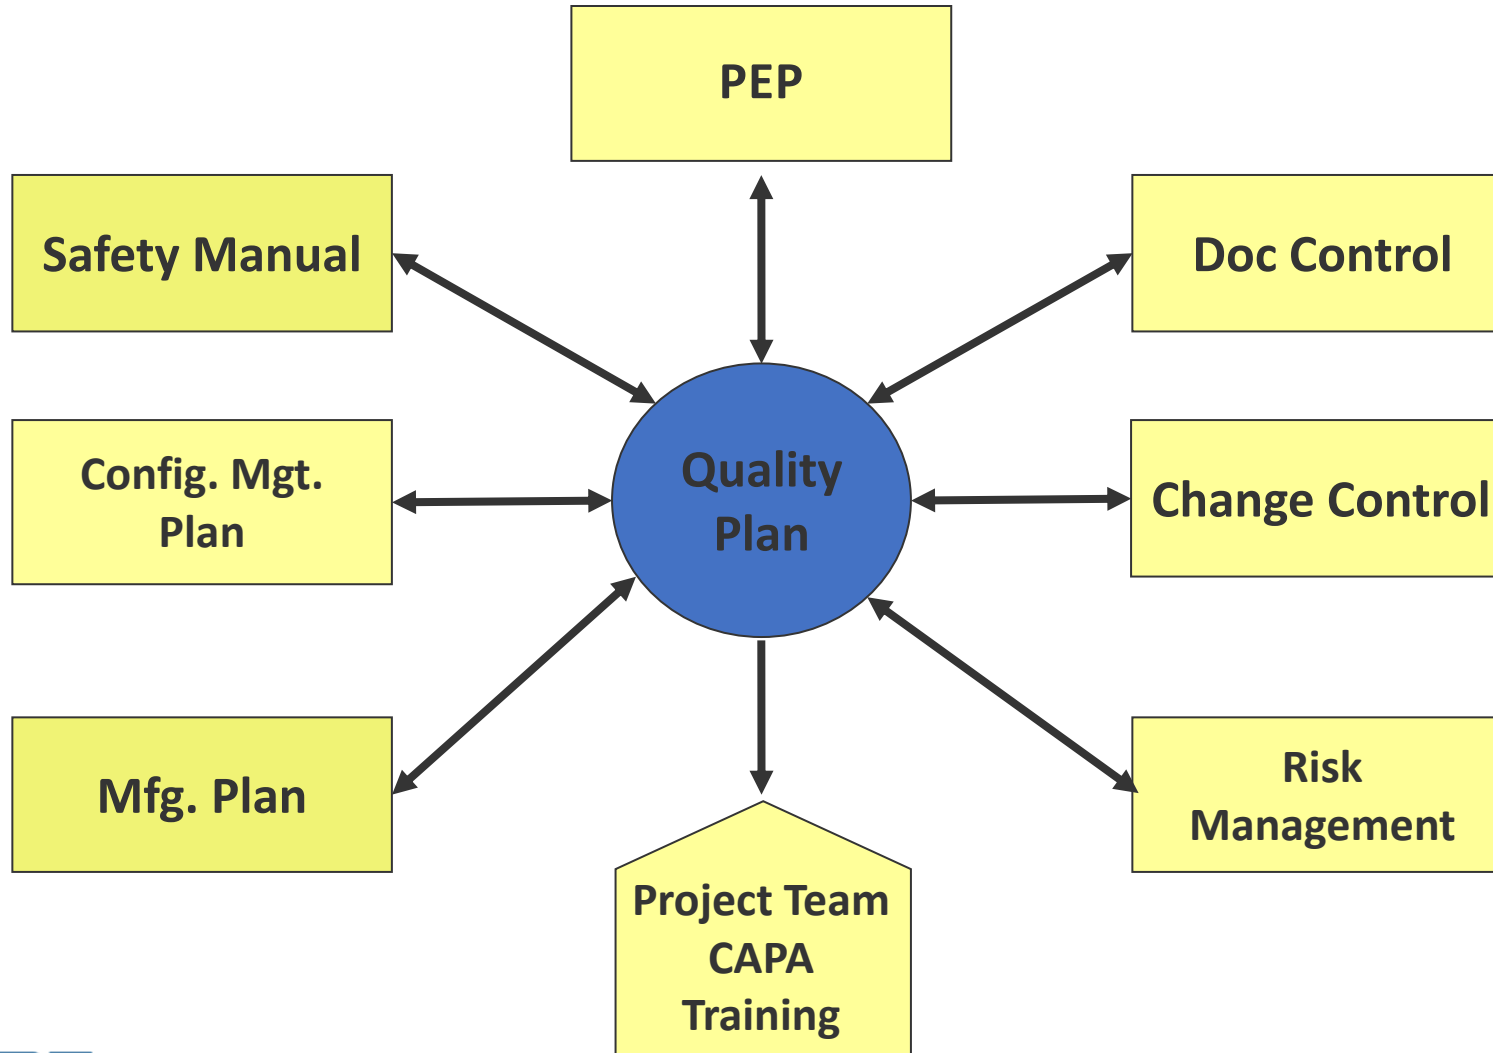 PEP
Safety Manual
Doc Control
Config. Mgt.
Plan
Quality
Plan
Change Control
Mfg. Plan
Risk
Management
Project Team
CAPA
Training